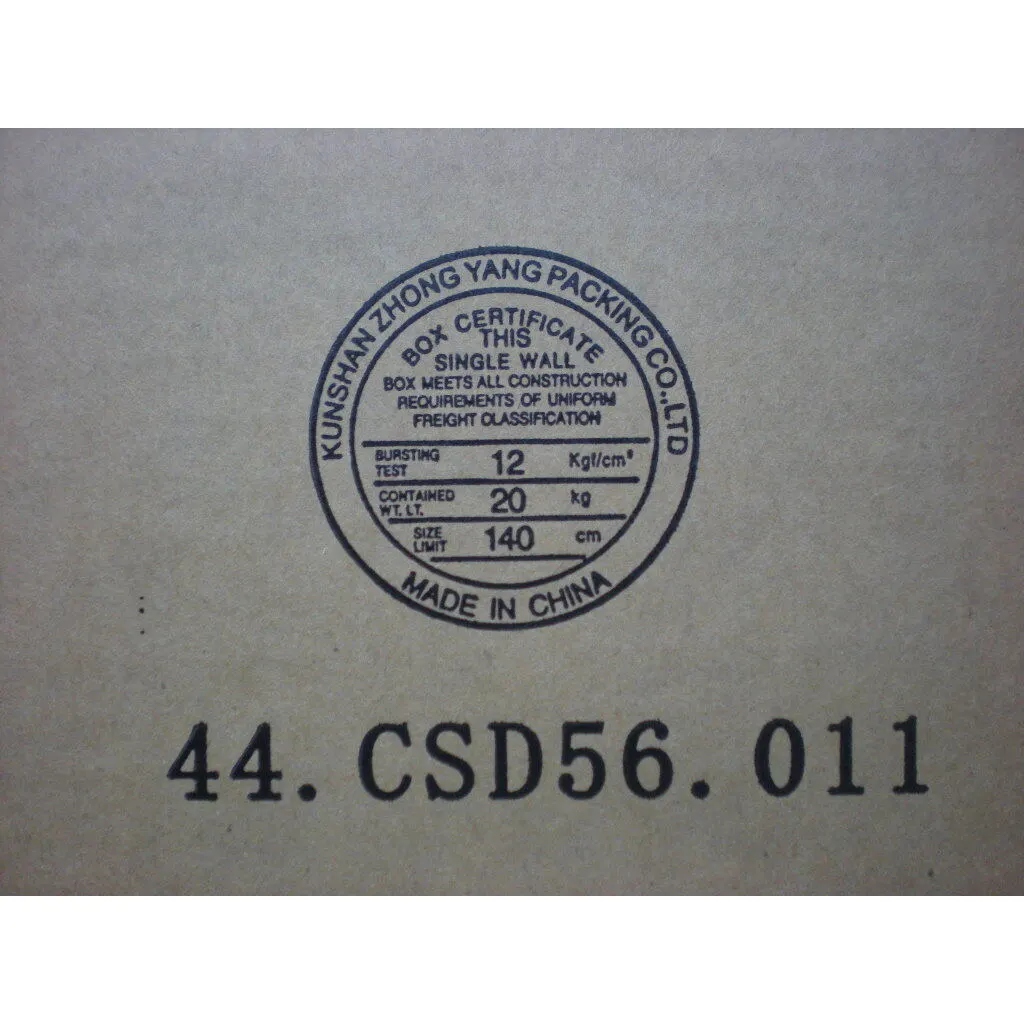 KUNSHAN ZHONG YANG PACKING CO.,LTD
BOX CERTIFICATE
THIS
SINGLE WALL
BOX MEETS ALL CONSTRUCTION
REQUIREMENTS OF UNIFORM
FREIGHT CLASSIFICATION
BURSTING TEST 12 Kgf/cm²
CONTAINED WT. LT. 20 kg
SIZE LIMIT 140 cm
MADE IN CHINA
44.CSD56.011